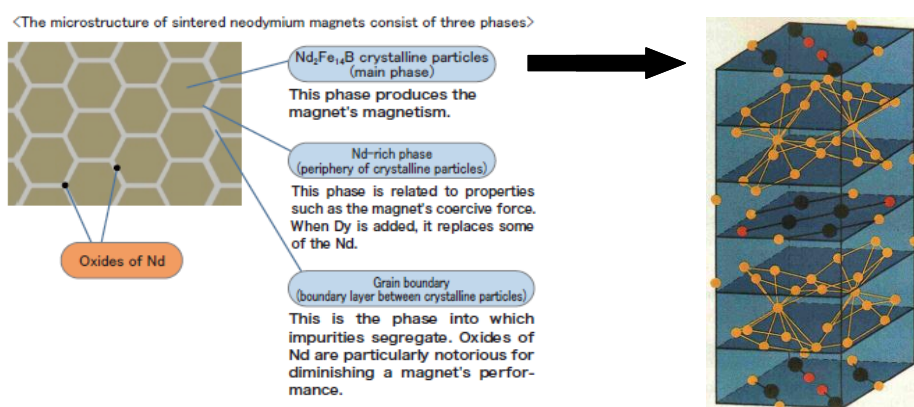 <The microstructure of sintered neodymium magnets consist of three phases>
Nd₂Fe₁₄B crystalline particles
(main phase)
This phase produces the
magnet's magnetism.
Nd-rich phase
(periphery of crystalline particles)
This phase is related to properties
such as the magnet's coercive force.
When Dy is added, it replaces some
of the Nd.
Oxides of Nd
Grain boundary
(boundary layer between crystalline particles)
This is the phase into which
impurities segregate. Oxides of
Nd are particularly notorious for
diminishing a magnet's perfor-
mance.